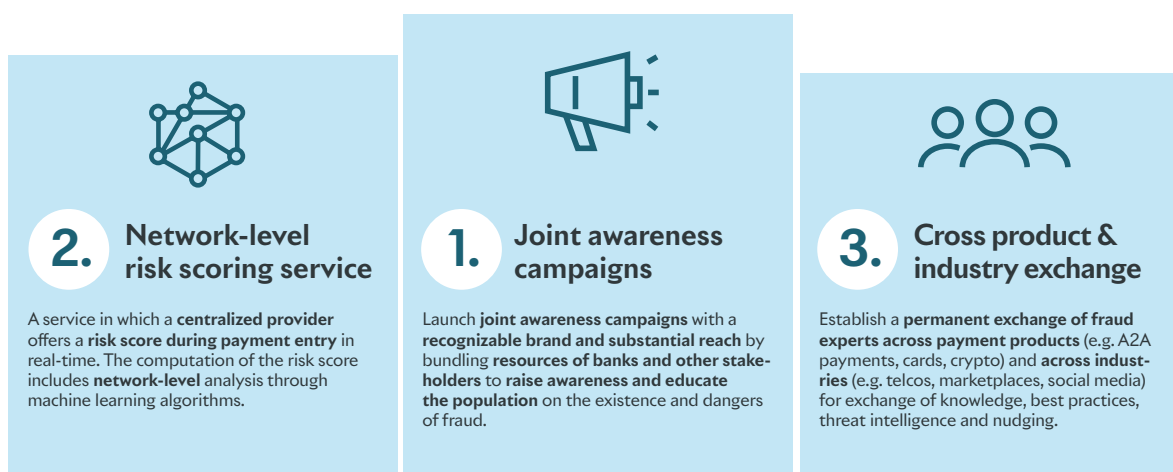 2.
Network-level
risk scoring service
A service in which a centralized provider
offers a risk score during payment entry in
real-time. The computation of the risk score
includes network-level analysis through
machine learning algorithms.
1.
Joint awareness
campaigns
Launch joint awareness campaigns with a
recognizable brand and substantial reach by
bundling resources of banks and other stake-
holders to raise awareness and educate
the population on the existence and dangers
of fraud.
3.
Cross product &
industry exchange
Establish a permanent exchange of fraud
experts across payment products (e.g. A2A
payments, cards, crypto) and across indust-
ries (e.g. telcos, marketplaces, social media)
for exchange of knowledge, best practices,
threat intelligence and nudging.